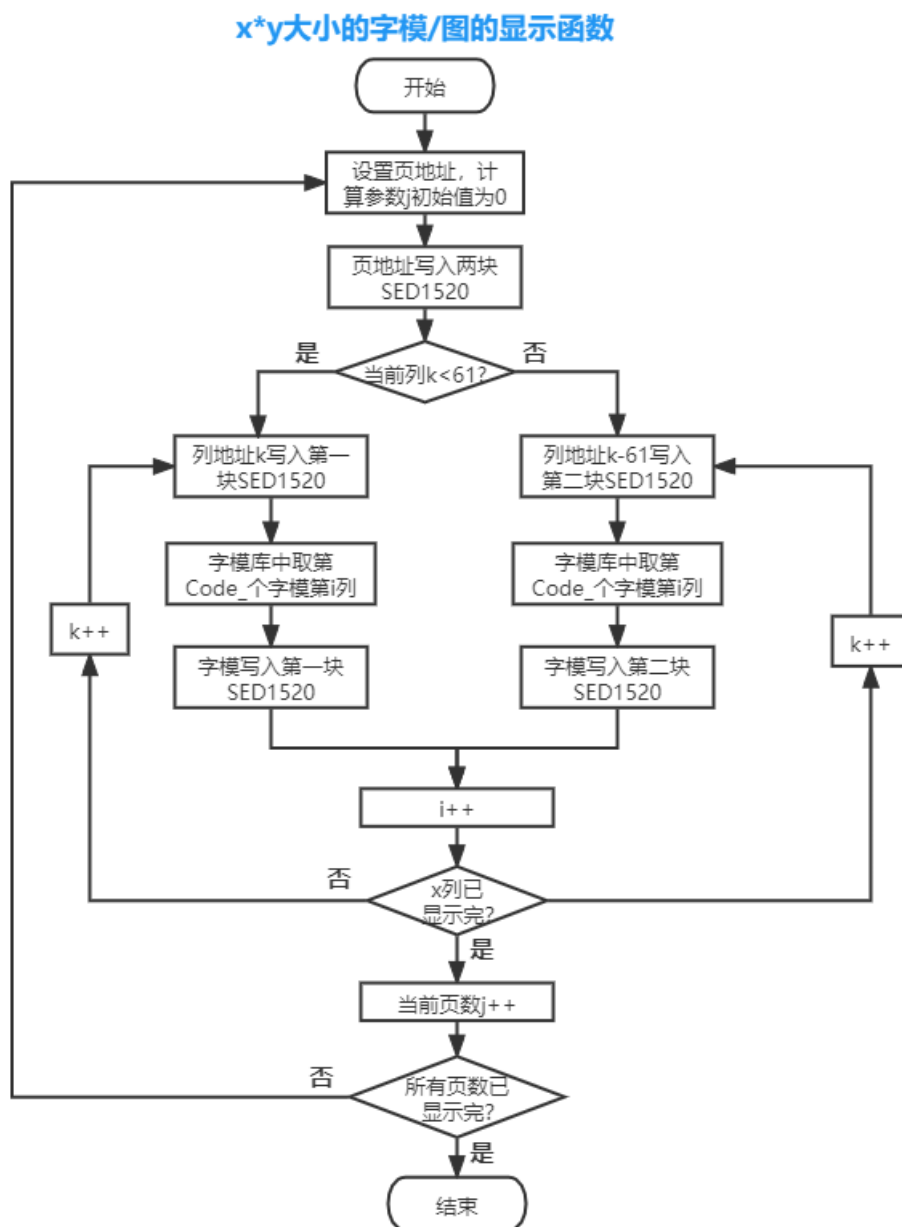 x*y大小的字模/图的显示函数
开始
设置页地址，计
算参数j初始值为0
页地址写入两块
SED1520
是
否
当前列k<61?
列地址k写入第一
块SED1520
列地址k-61写入
第二块SED1520
字模库中取第
Code_个字模第i列
字模库中取第
Code_个字模第i列
k++
k++
字模写入第一块
SED1520
字模写入第二块
SED1520
i++
否
x列已
显示完?
是
当前页数j++
否
所有页数已
显示完?
是
结束